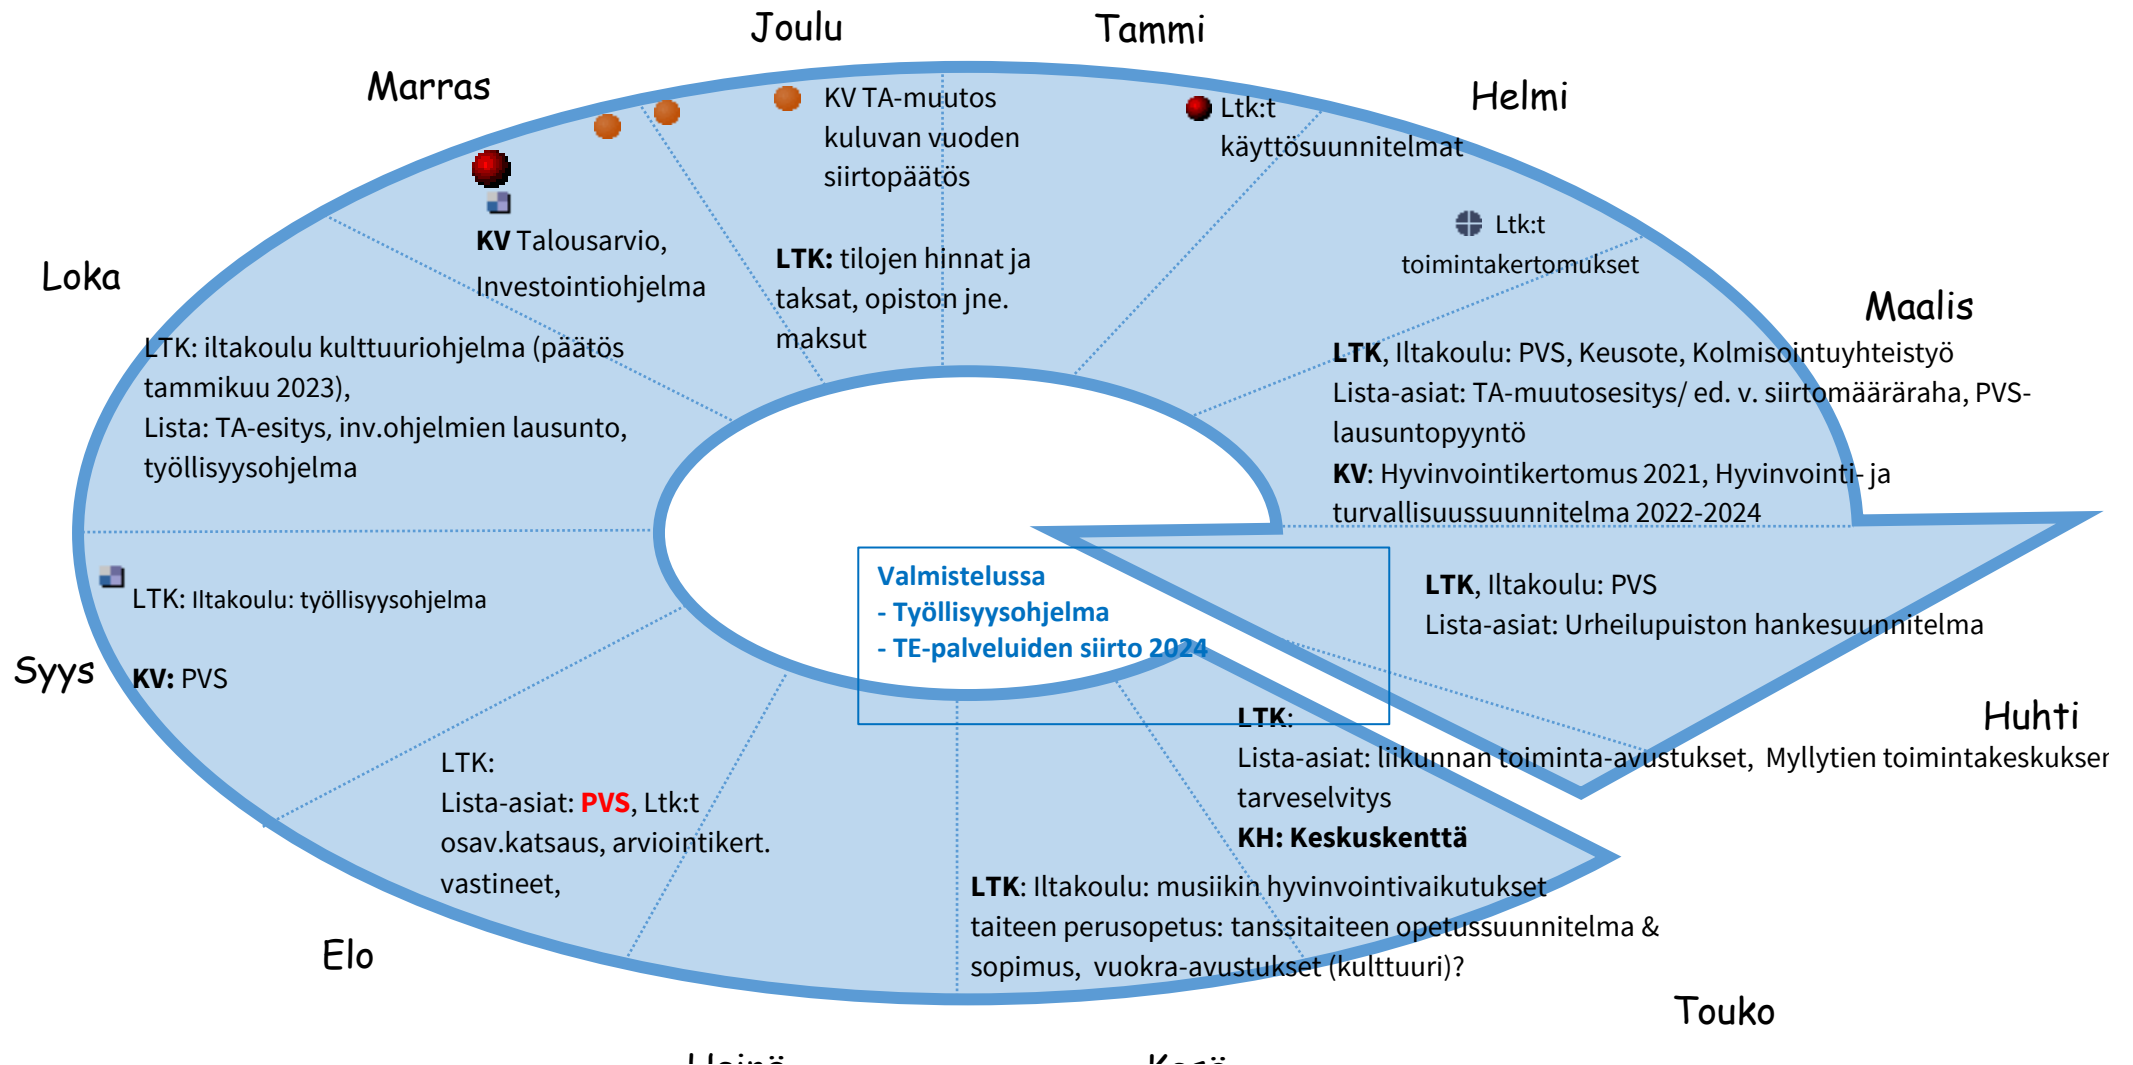 Joulu
Tammi
Marras
Helmi
KV TA-muutos
kuluvan vuoden
siirtopäätös
Ltk:t
käyttösuunnitelmat
Ltk:t
toimintakertomukset
KV Talousarvio,
Investointiohjelma
LTK: tilojen hinnat ja
taksat, opiston jne.
maksut
Loka
Maalis
LTK: iltakoulu kulttuuriohjelma (päätös
tammikuu 2023),
Lista: TA-esitys, inv.ohjelmien lausunto,
työllisyysohjelma
LTK, Iltakoulu: PVS, Keusote, Kolmisointuyhteistyö
Lista-asiat: TA-muutosesitys/ ed. v. siirtomääräraha, PVS-
lausuntopyyntö
KV: Hyvinvointikertomus 2021, Hyvinvointi- ja
turvallisuussuunnitelma 2022-2024
Valmistelussa
- Työllisyysohjelma
- TE-palveluiden siirto 2024
LTK, Iltakoulu: PVS
Lista-asiat: Urheilupuiston hankesuunnitelma
LTK: Iltakoulu: työllisyysohjelma
KV: PVS
Syys
Huhti
LTK:
Lista-asiat: liikunnan toiminta-avustukset, Myllytien toimintakeskuksen
tarveselvitys
KH: Keskuskenttä
LTK:
Lista-asiat: PVS, Ltk:t
osav.katsaus, arviointikert.
vastineet,
LTK: Iltakoulu: musiikin hyvinvointivaikutukset
taiteen perusopetus: tanssitaiteen opetussuunnitelma &
sopimus, vuokra-avustukset (kulttuuri)?
Elo
Touko
Heinä
Kesä